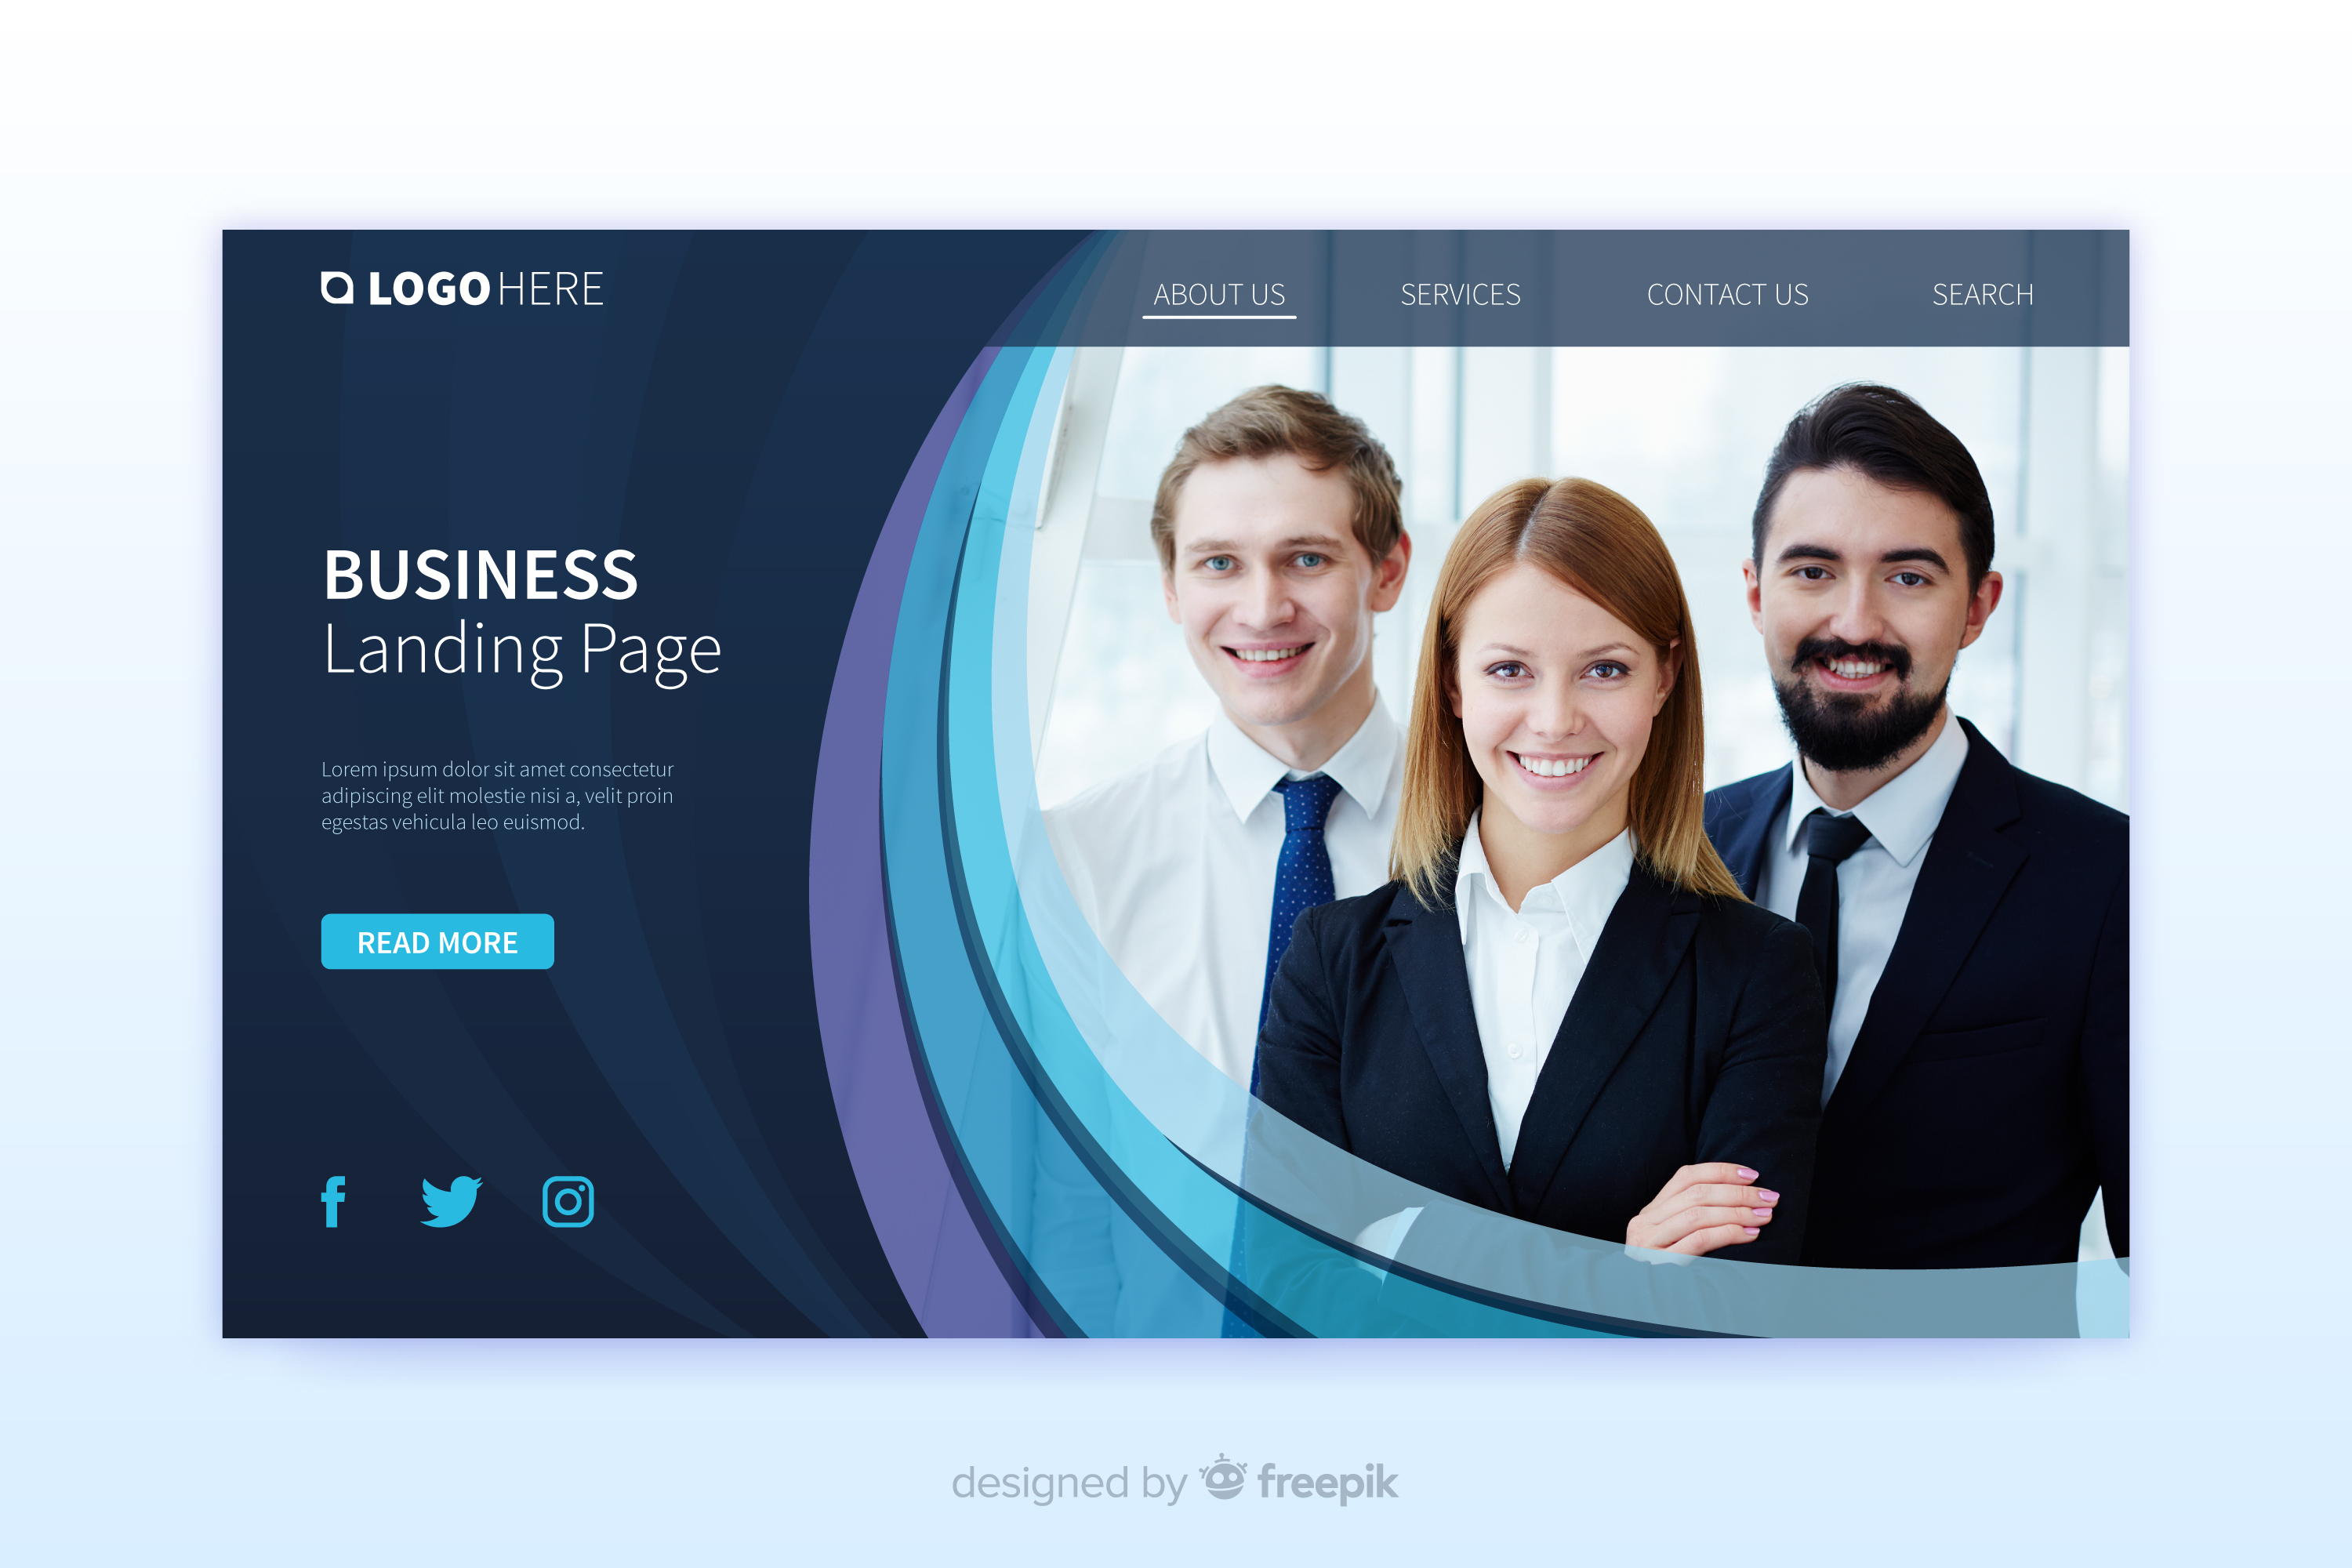 LOGO HERE
ABOUT US
SERVICES
CONTACT US
SEARCH
BUSINESS
Landing Page
Lorem ipsum dolor sit amet consectetur
adipiscing elit molestie nisi a, velit proin
egestas vehicula leo euismod.
READ MORE
designed by freepik